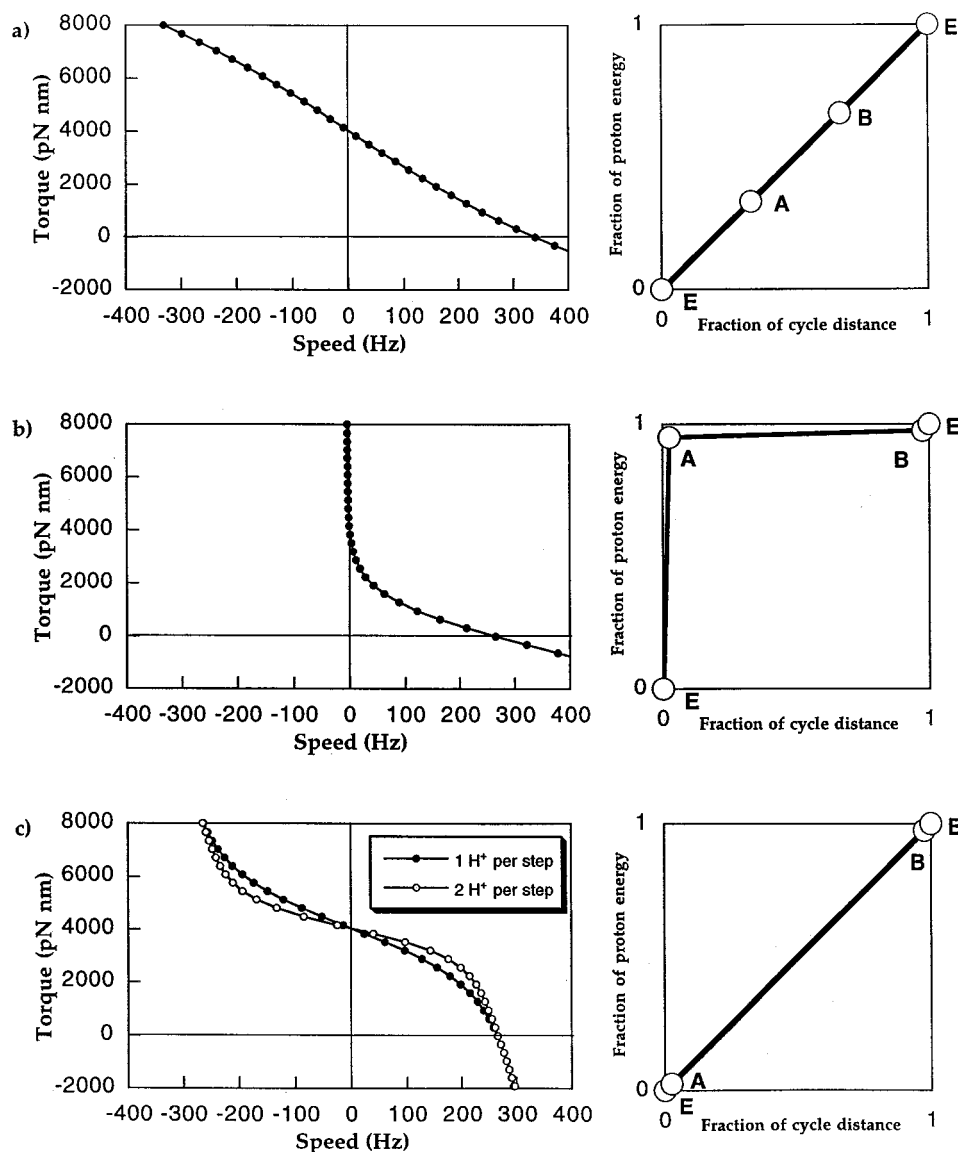 a)
8000
6000
4000
2000
0
-2000
Torque (pN nm)
-400 -300 -200 -100 0 100 200 300 400
Speed (Hz)
1
0
Fraction of proton energy
E
B
A
E
0 1
Fraction of cycle distance
b)
8000
6000
4000
2000
0
-2000
Torque (pN nm)
-400 -300 -200 -100 0 100 200 300 400
Speed (Hz)
1
0
Fraction of proton energy
E
A
B
E
0 1
Fraction of cycle distance
c)
8000
6000
4000
2000
0
-2000
Torque (pN nm)
1 H⁺ per step
2 H⁺ per step
-400 -300 -200 -100 0 100 200 300 400
Speed (Hz)
1
0
Fraction of proton energy
E
B
A
E
0 1
Fraction of cycle distance